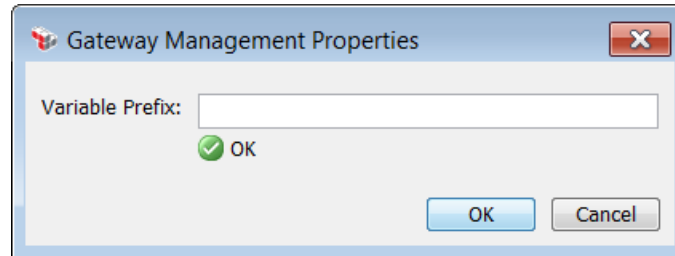 Gateway Management Properties
Variable Prefix:
OK
OK Cancel